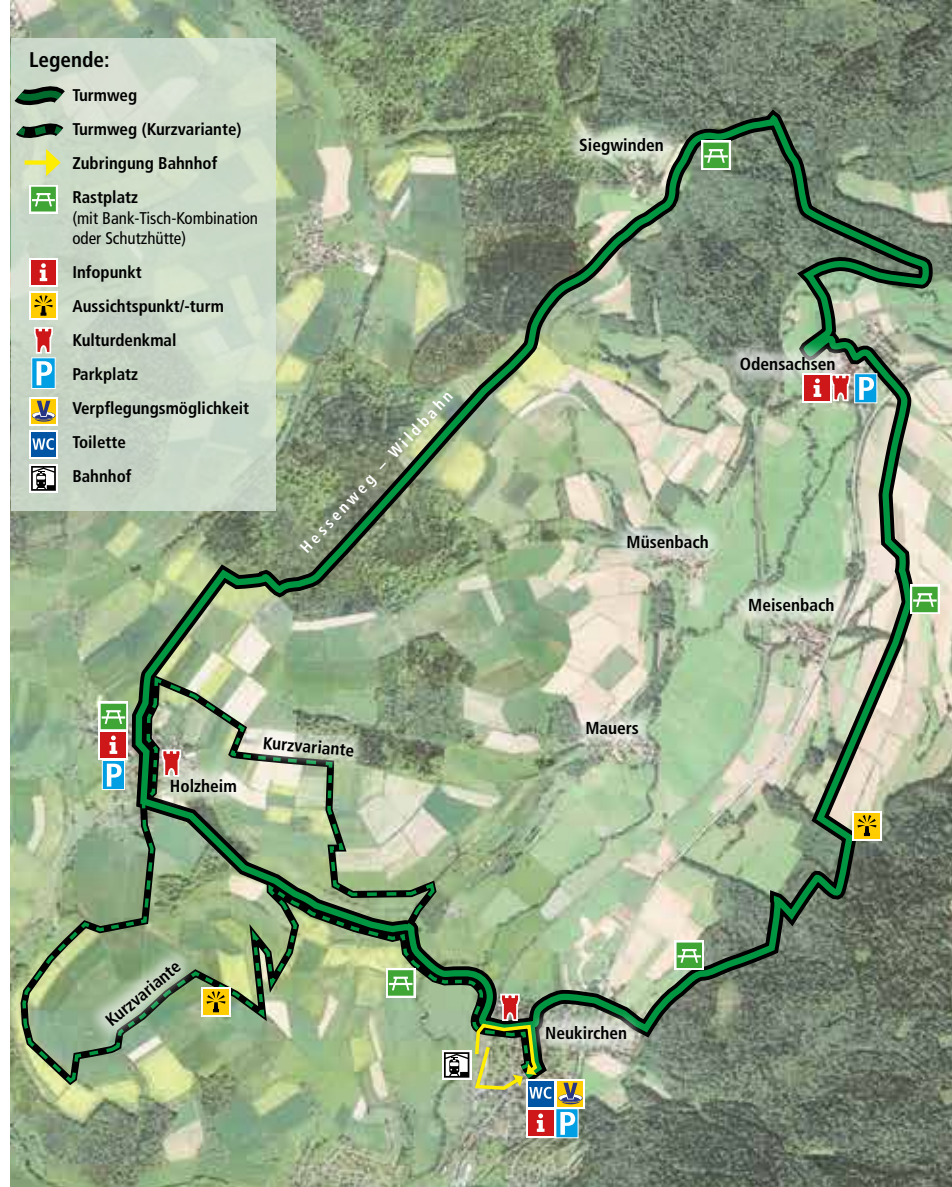 Legende:
Turmweg
Turmweg (Kurzvariante)
Zubringung Bahnhof
Rastplatz
(mit Bank-Tisch-Kombination
oder Schutzhütte)
i Infopunkt
Aussichtspunkt/-turm
Kulturdenkmal
P Parkplatz
V Verpflegungsmöglichkeit
WC Toilette
Bahnhof
Siegwinden
Odensachsen
i P
Hessenweg – Wildbahn
Müsenbach
Meisenbach
Mauers
Kurzvariante
i
P
Holzheim
Kurzvariante
Neukirchen
WC V
i P